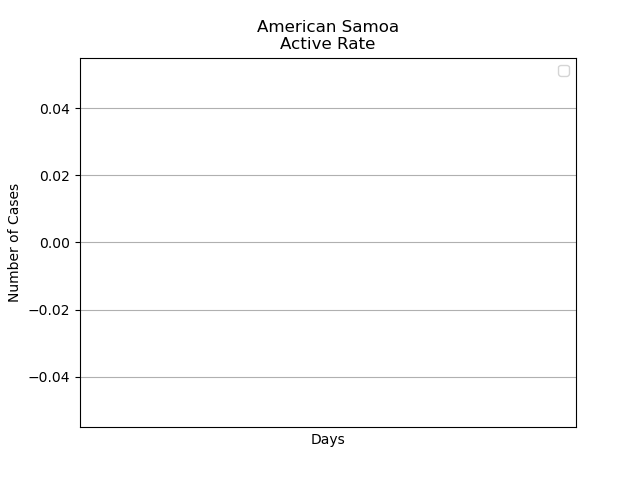 American Samoa
Active Rate
0.04
0.02
0.00
−0.02
−0.04
Number of Cases
Days